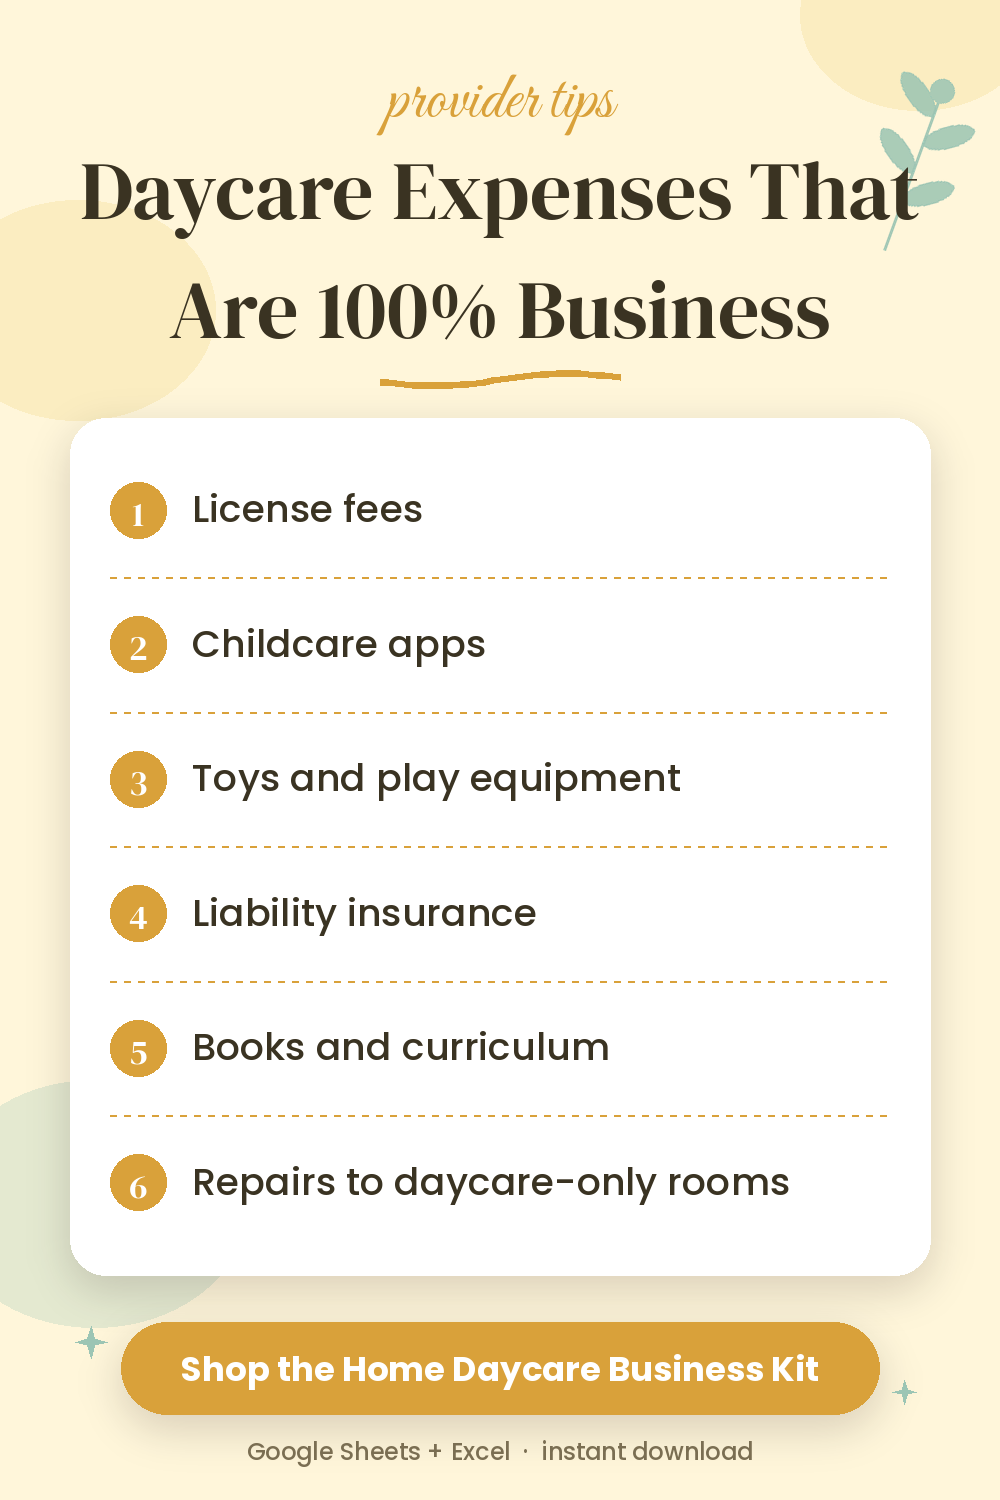 provider tips
Daycare Expenses That
Are 100% Business
1 License fees
2 Childcare apps
3 Toys and play equipment
4 Liability insurance
5 Books and curriculum
6 Repairs to daycare-only rooms
Shop the Home Daycare Business Kit
Google Sheets + Excel · instant download